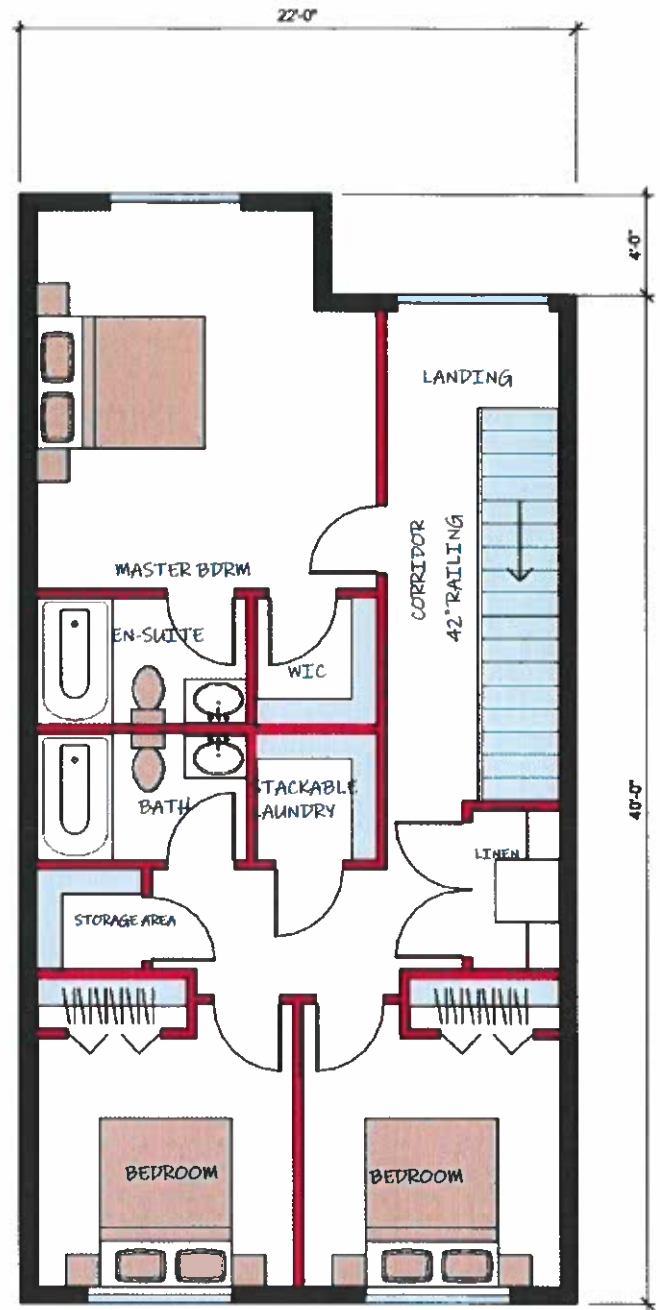 22'-0"
4'-0"
LANDING
CORRIDOR
42" RAILING
MASTER BDRM
EN-SUITE
WIC
40'-0"
STACKABLE
LAUNDRY
BATH
LINEN
STORAGE AREA
BEDROOM
BEDROOM